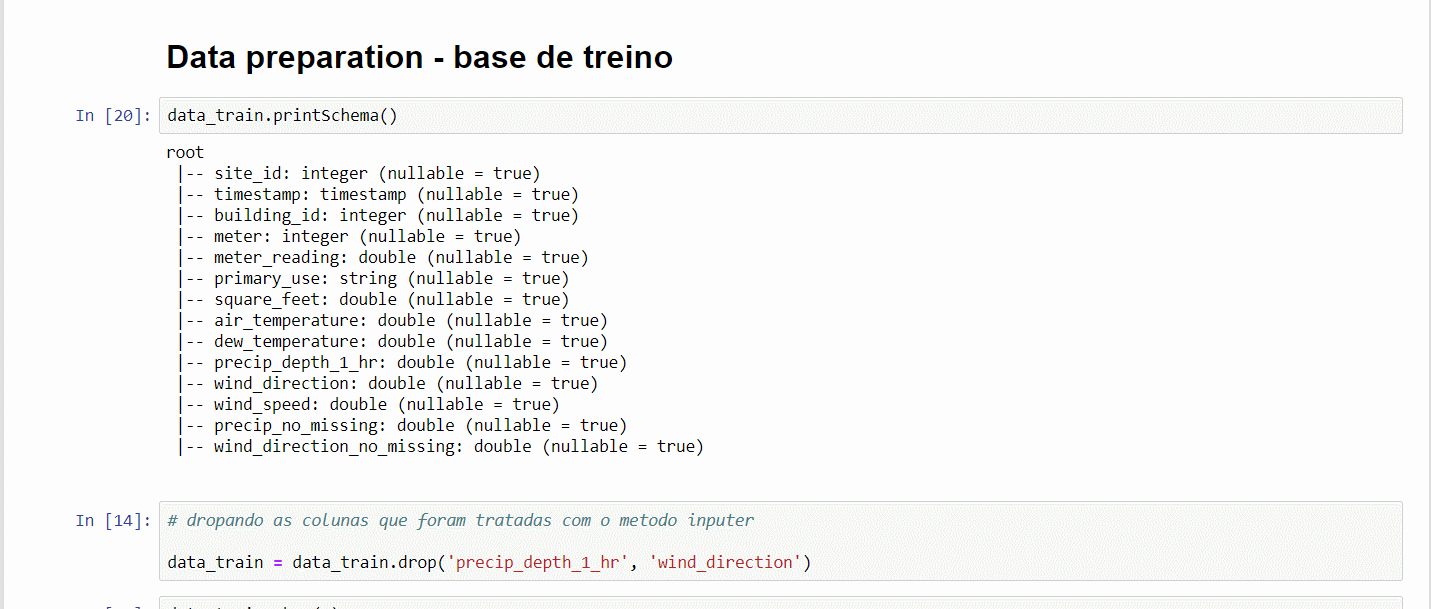 Data preparation - base de treino
In [20]: data_train.printSchema()
root
|-- site_id: integer (nullable = true)
|-- timestamp: timestamp (nullable = true)
|-- building_id: integer (nullable = true)
|-- meter: integer (nullable = true)
|-- meter_reading: double (nullable = true)
|-- primary_use: string (nullable = true)
|-- square_feet: double (nullable = true)
|-- air_temperature: double (nullable = true)
|-- dew_temperature: double (nullable = true)
|-- precip_depth_1_hr: double (nullable = true)
|-- wind_direction: double (nullable = true)
|-- wind_speed: double (nullable = true)
|-- precip_no_missing: double (nullable = true)
|-- wind_direction_no_missing: double (nullable = true)
In [14]: # dropando as colunas que foram tratadas com o metodo inputer
data_train = data_train.drop('precip_depth_1_hr', 'wind_direction')